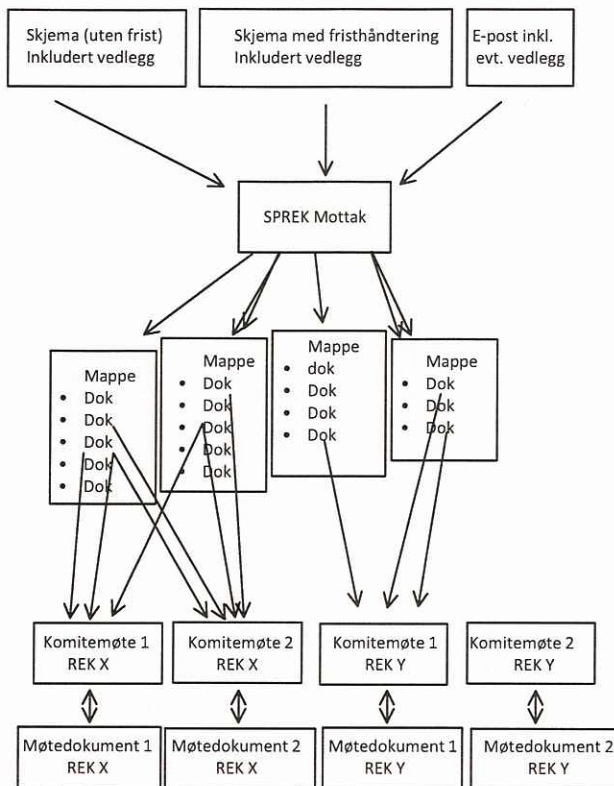 Skjema (uten frist)
Inkludert vedlegg
Skjema med fristhåndtering
Inkludert vedlegg
E-post inkl.
evt. vedlegg
SPREK Mottak
Mappe
• Dok
• Dok
• Dok
• Dok
• Dok
Mappe
• Dok
• Dok
• Dok
• Dok
• Dok
Mappe
• dok
• Dok
• Dok
• Dok
Mappe
• Dok
• Dok
• Dok
Komitemøte 1
REK X
Komitemøte 2
REK X
Komitemøte 1
REK Y
Komitemøte 2
REK Y
Møtedokument 1
REK X
Møtedokument 2
REK X
Møtedokument 1
REK Y
Møtedokument 2
REK Y